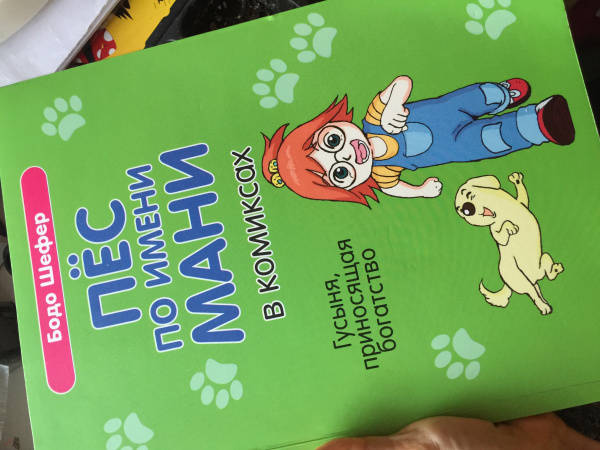 Бодо Шефер
ПЁС
ПО ИМЕНИ
МАНИ
в комиксах
Гусыня,
приносящая
богатство